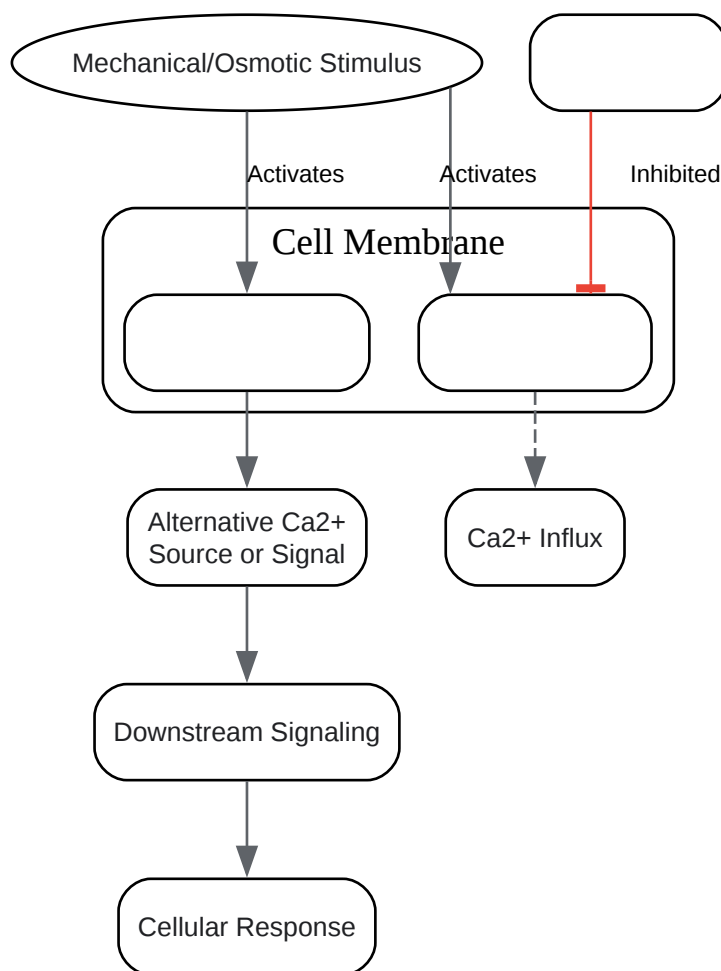 Mechanical/Osmotic Stimulus
Activates
Activates
Inhibited
Cell Membrane
Alternative Ca2+
Source or Signal
Ca2+ Influx
Downstream Signaling
Cellular Response